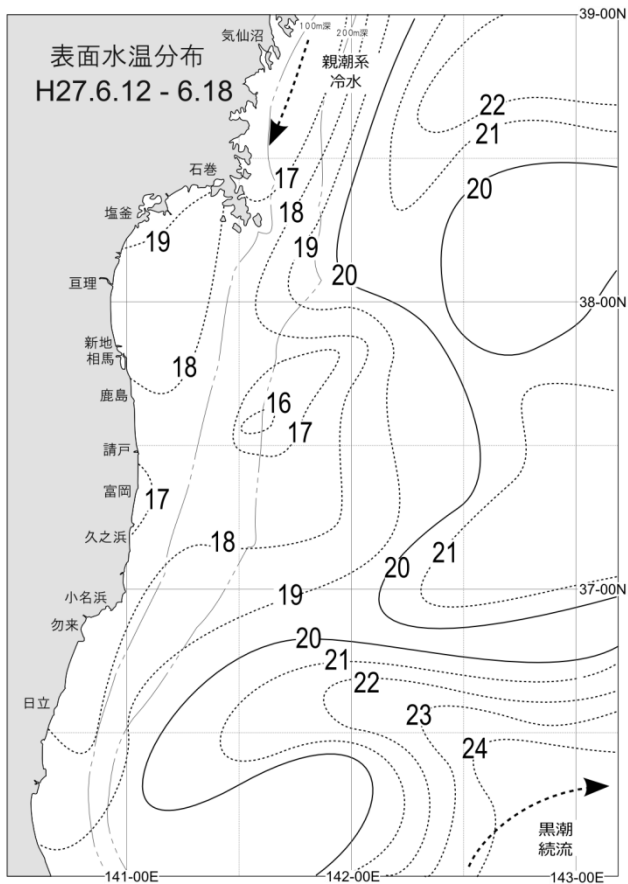 39-00N
100m深
200m深
気仙沼
表面水温分布
H27.6.12 - 6.18
親潮系
冷水
22
21
石巻
17
20
18
塩釜
19
19
20
亘理
38-00N
新地
相馬
18
鹿島
16
17
請戸
富岡
17
久之浜
18
21
20
小名浜
19
37-00N
勿来
20
21
22
日立
23
24
黒潮
続流
141-00E
142-00E
143-00E